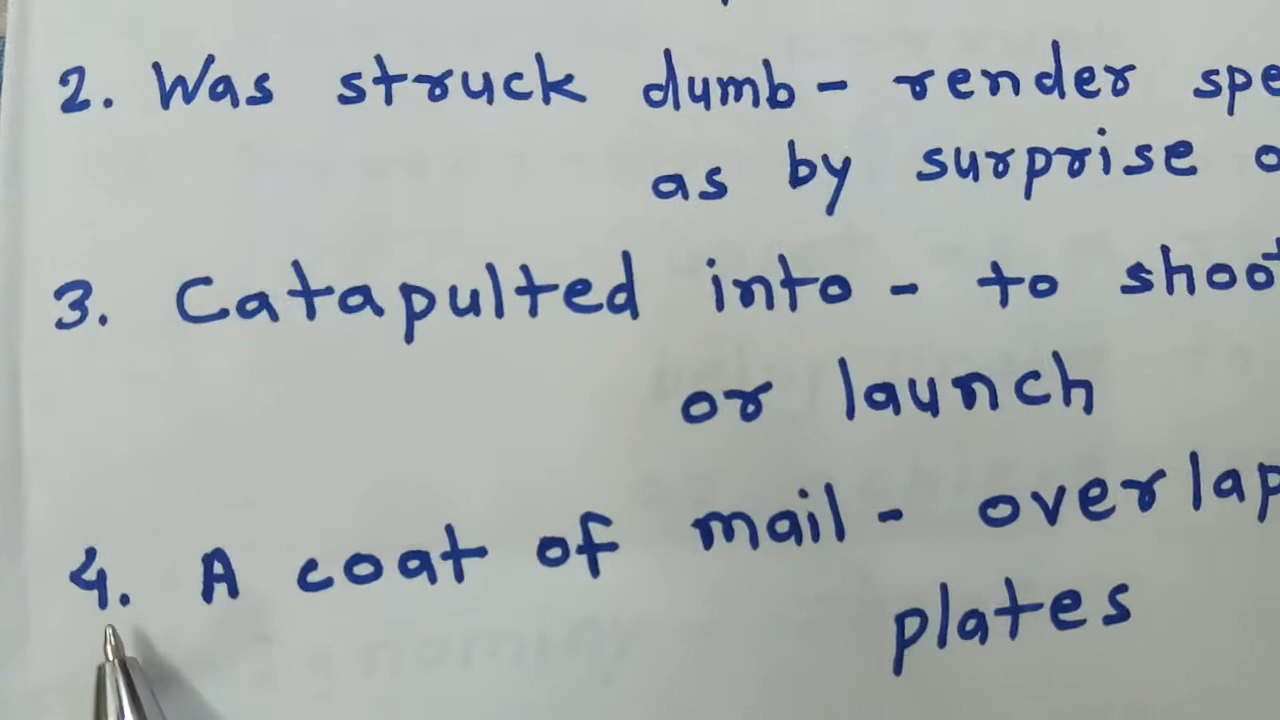 2. Was struck dumb - render spe
as by surprise o
3. Catapulted into - to shoot
or launch
4. A coat of mail - overlap
plates